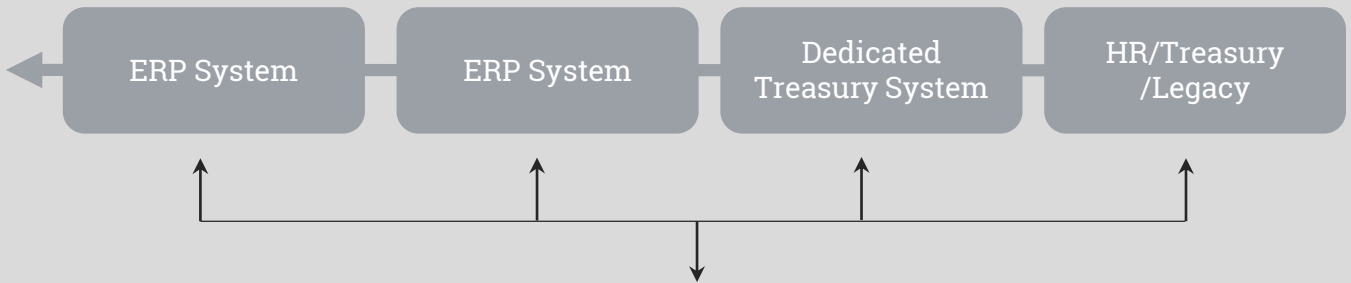 ERP System
ERP System
Dedicated
Treasury System
HR/Treasury
/Legacy